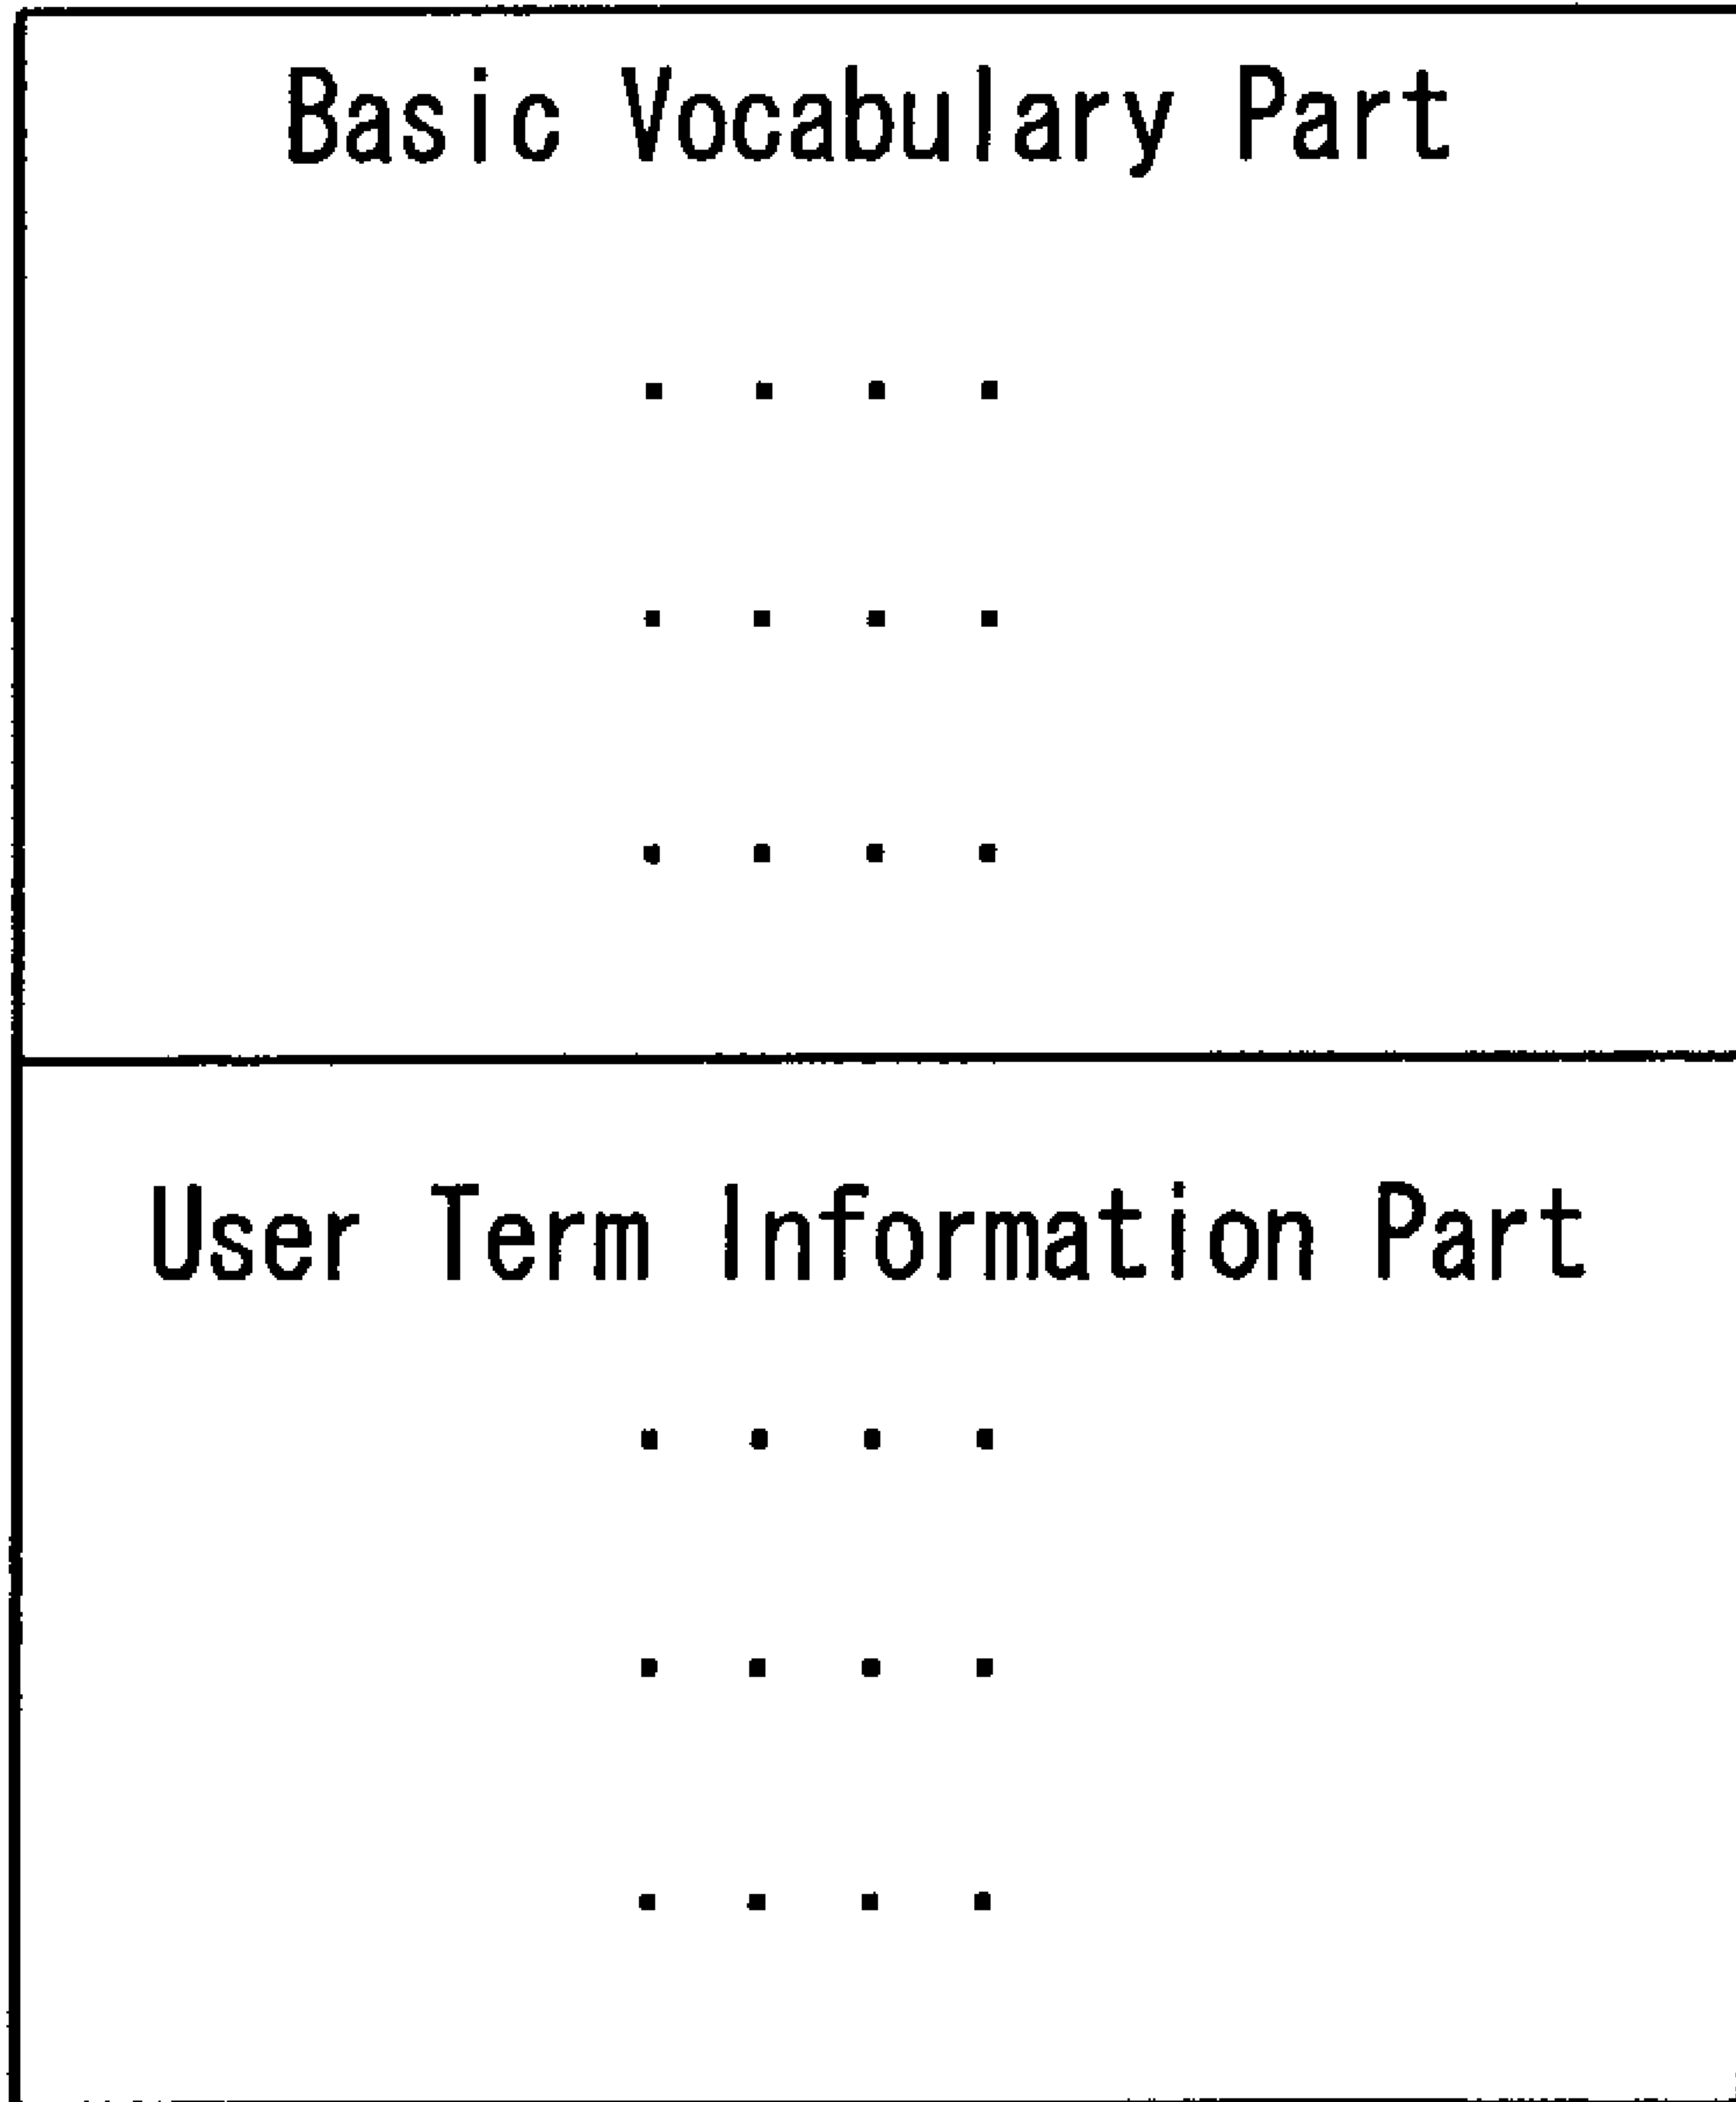 Basic Vocabulary Part
. . . .
. . . .
. . . .
User Term Information Part
. . . .
. . . .
. . . .